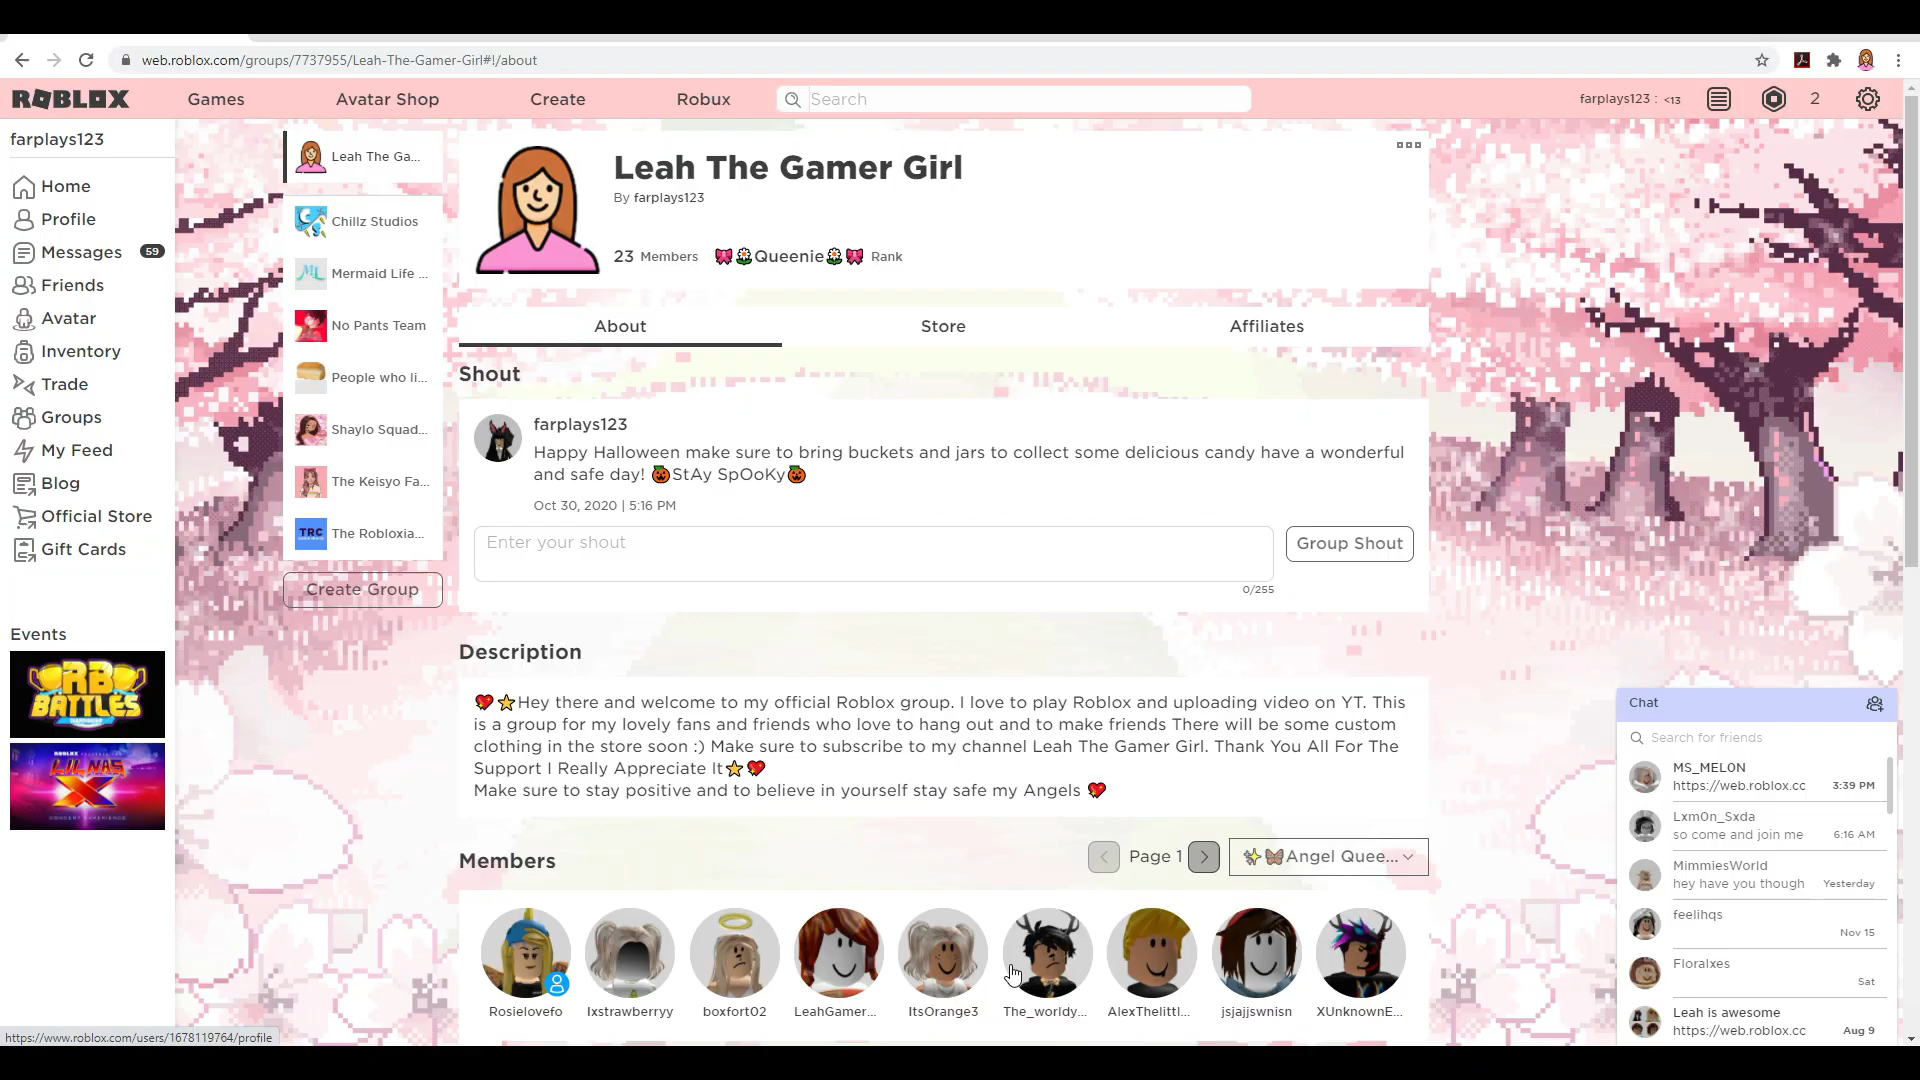 web.roblox.com/groups/7737955/Leah-The-Gamer-Girl#!/about
ROBLOX
Games
Avatar Shop
Create
Robux
Search
farplays123 : <13
2
farplays123
Home
Profile
Messages
59
Friends
Avatar
Inventory
Trade
Groups
My Feed
Blog
Official Store
Gift Cards
Events
RB
BATTLES
ROBLOX
LIL NAS
X
CONCERT EXPERIENCE
Leah The Ga...
Chillz Studios
ML
Mermaid Life ...
No Pants Team
People who li...
Shaylo Squad...
The Keisyo Fa...
TRC
The Robloxia...
Create Group
Leah The Gamer Girl
By farplays123
23 Members
🎀🌼Queenie🌼🎀 Rank
About
Store
Affiliates
Shout
farplays123
Happy Halloween make sure to bring buckets and jars to collect some delicious candy have a wonderful
and safe day! 🎃StAy SpOoKy🎃
Oct 30, 2020 | 5:16 PM
Enter your shout
Group Shout
0/255
Description
💖⭐Hey there and welcome to my official Roblox group. I love to play Roblox and uploading video on YT. This
is a group for my lovely fans and friends who love to hang out and to make friends There will be some custom
clothing in the store soon :) Make sure to subscribe to my channel Leah The Gamer Girl. Thank You All For The
Support I Really Appreciate It⭐💖
Make sure to stay positive and to believe in yourself stay safe my Angels 💖
Members
Page 1
✨🦋Angel Quee...
Rosielovefo
Ixstrawberryy
boxfort02
LeahGamer...
ItsOrange3
The_worldy...
AlexThelittl...
jsjajjswnisn
XUnknownE...
Chat
Search for friends
MS_MELON
https://web.roblox.cc
3:39 PM
Lxm0n_Sxda
so come and join me
6:16 AM
MimmiesWorld
hey have you though
Yesterday
feelihqs
Nov 15
Floralxes
Sat
Leah is awesome
https://web.roblox.cc
Aug 9
https://www.roblox.com/users/1678119764/profile